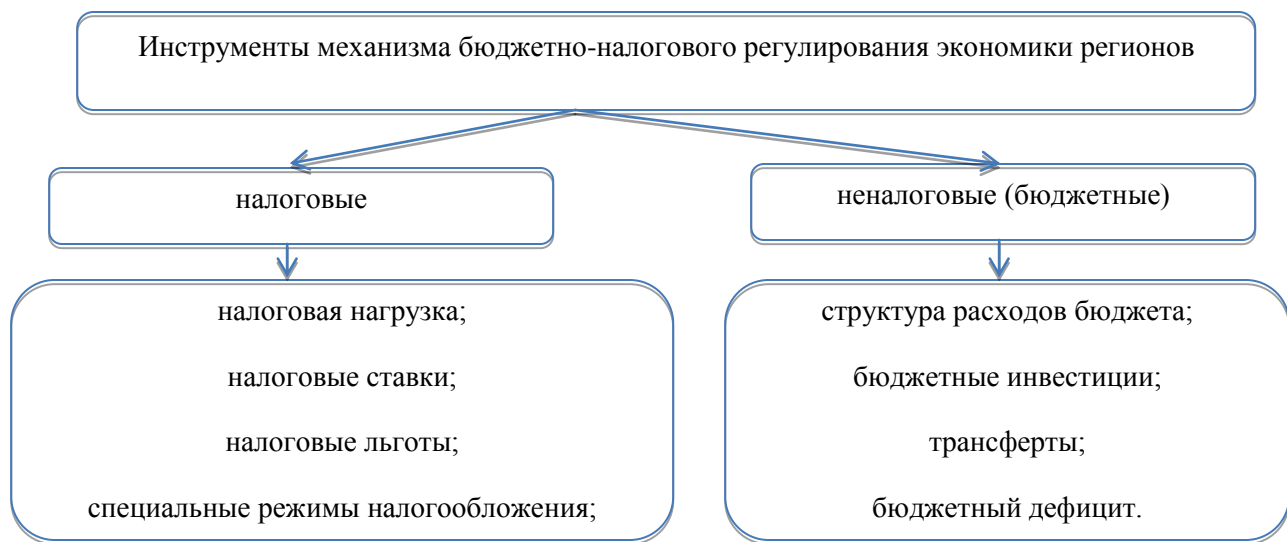 Инструменты механизма бюджетно-налогового регулирования экономики регионов
налоговые
неналоговые (бюджетные)
налоговая нагрузка;
налоговые ставки;
налоговые льготы;
специальные режимы налогообложения;
структура расходов бюджета;
бюджетные инвестиции;
трансферты;
бюджетный дефицит.